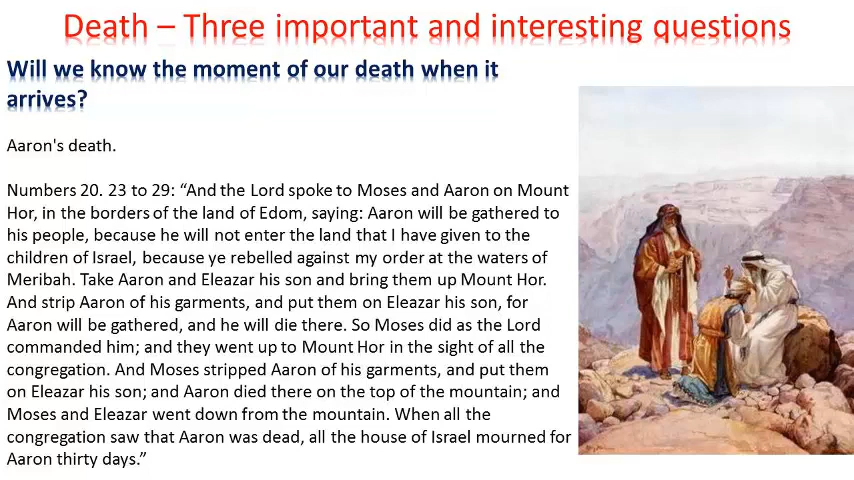 Death – Three important and interesting questions
Will we know the moment of our death when it
arrives?
Aaron's death.
Numbers 20. 23 to 29: “And the Lord spoke to Moses and Aaron on Mount
Hor, in the borders of the land of Edom, saying: Aaron will be gathered to
his people, because he will not enter the land that I have given to the
children of Israel, because ye rebelled against my order at the waters of
Meribah. Take Aaron and Eleazar his son and bring them up Mount Hor.
And strip Aaron of his garments, and put them on Eleazar his son, for
Aaron will be gathered, and he will die there. So Moses did as the Lord
commanded him; and they went up to Mount Hor in the sight of all the
congregation. And Moses stripped Aaron of his garments, and put them
on Eleazar his son; and Aaron died there on the top of the mountain; and
Moses and Eleazar went down from the mountain. When all the
congregation saw that Aaron was dead, all the house of Israel mourned for
Aaron thirty days.”